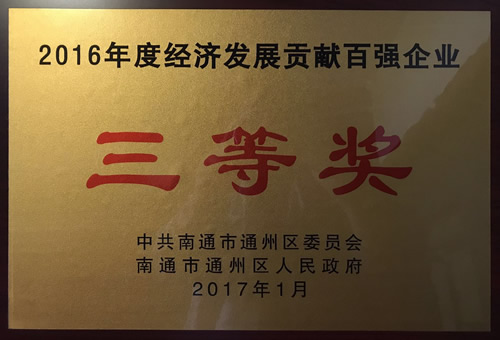 2016年度经济发展贡献百强企业
三等奖
中共南通市通州区委员会
南通市通州区人民政府
2017年1月